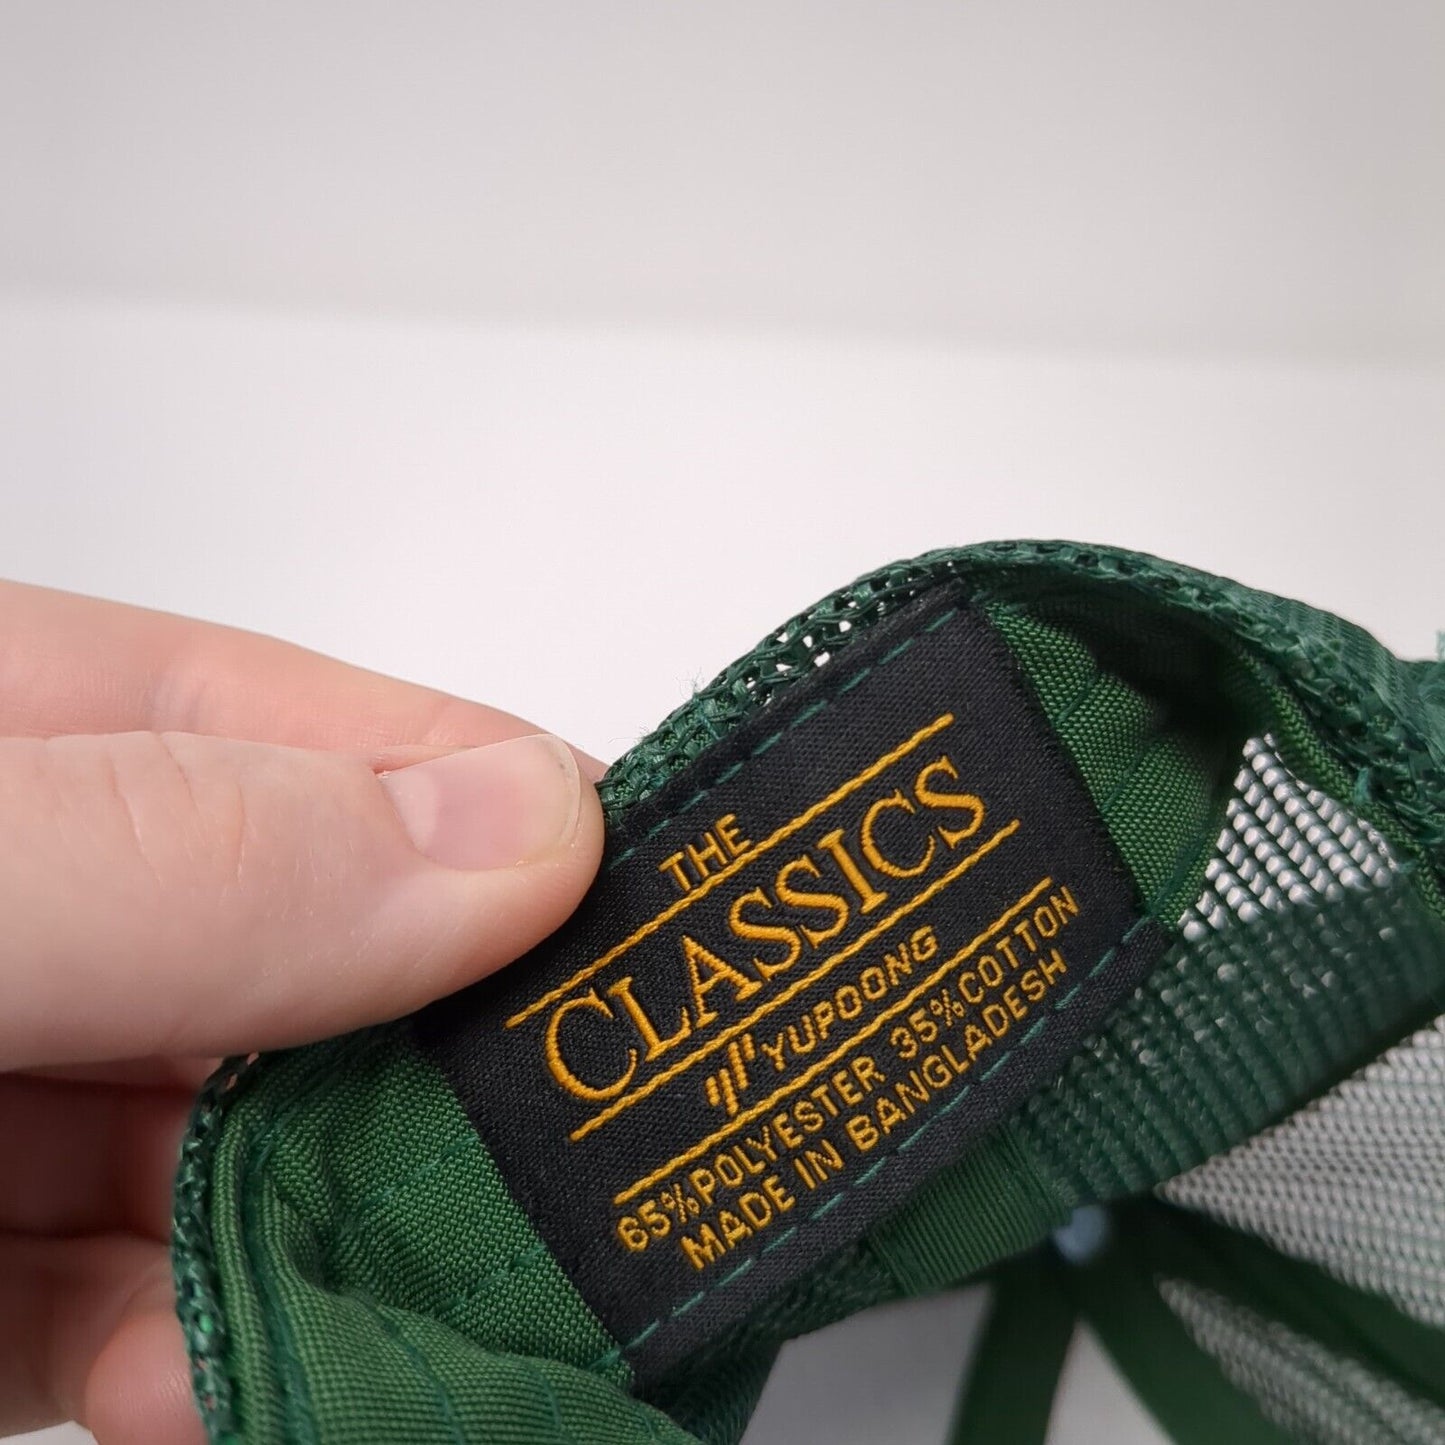 THE
CLASSICS
YUPOONG
65%POLYESTER 35%COTTON
MADE IN BANGLADESH